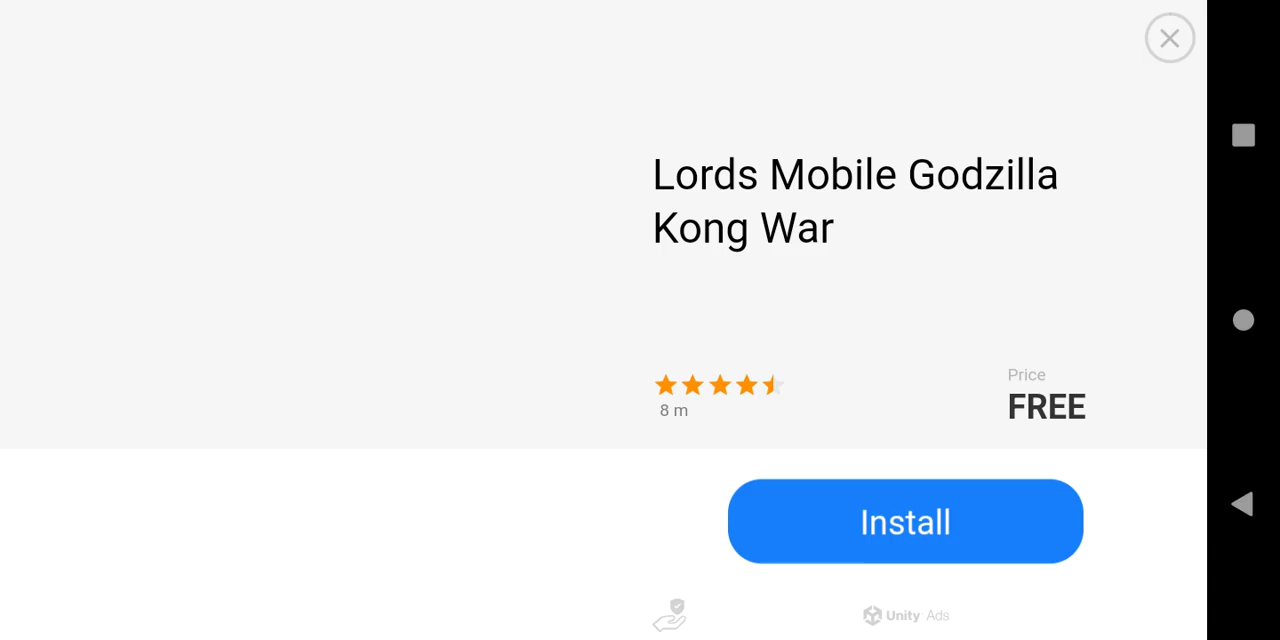 Lords Mobile Godzilla
Kong War
8 m
Price
FREE
Install
Unity Ads